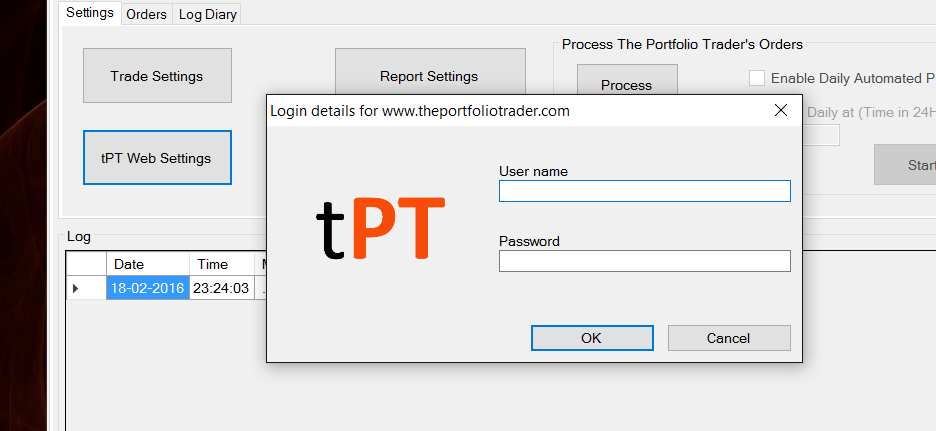 Settings Orders Log Diary
Process The Portfolio Trader's Orders
Trade Settings Report Settings Process Enable Daily Automated
Login details for www.theportfoliotrader.com
Daily at (Time in 24H
tPT Web Settings
User name
Start
tPT
Password
Log
Date Time
18-02-2016 23:24:03
OK Cancel